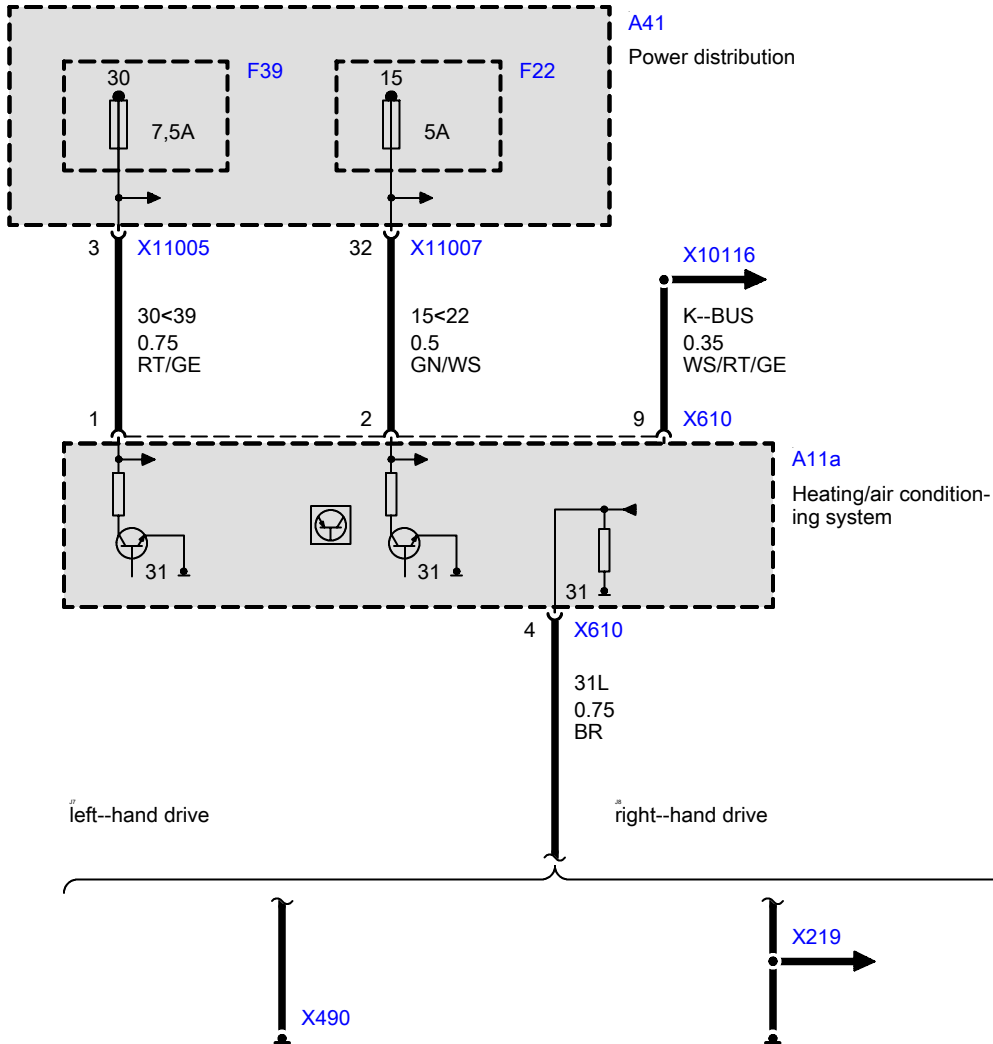 A41
Power distribution
F39
F22
30
15
7,5A
5A
3
X11005
32
X11007
X10116
30<39
0.75
RT/GE
15<22
0.5
GN/WS
K--BUS
0.35
WS/RT/GE
1
2
9
X610
A11a
Heating/air condition-
ing system
31
31
31
4
X610
31L
0.75
BR
J7
left--hand drive
J8
right--hand drive
X219
X490